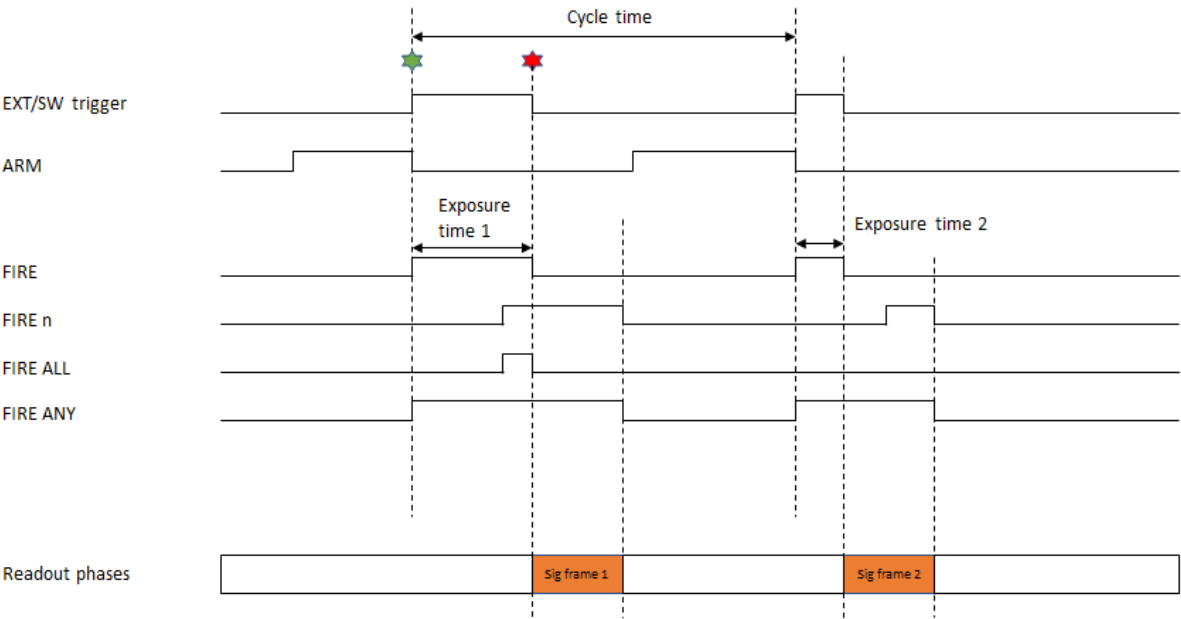 Cycle time
EXT/SW trigger
ARM
Exposure
time 1
Exposure time 2
FIRE
FIRE n
FIRE ALL
FIRE ANY
Readout phases
Sig frame 1
Sig frame 2